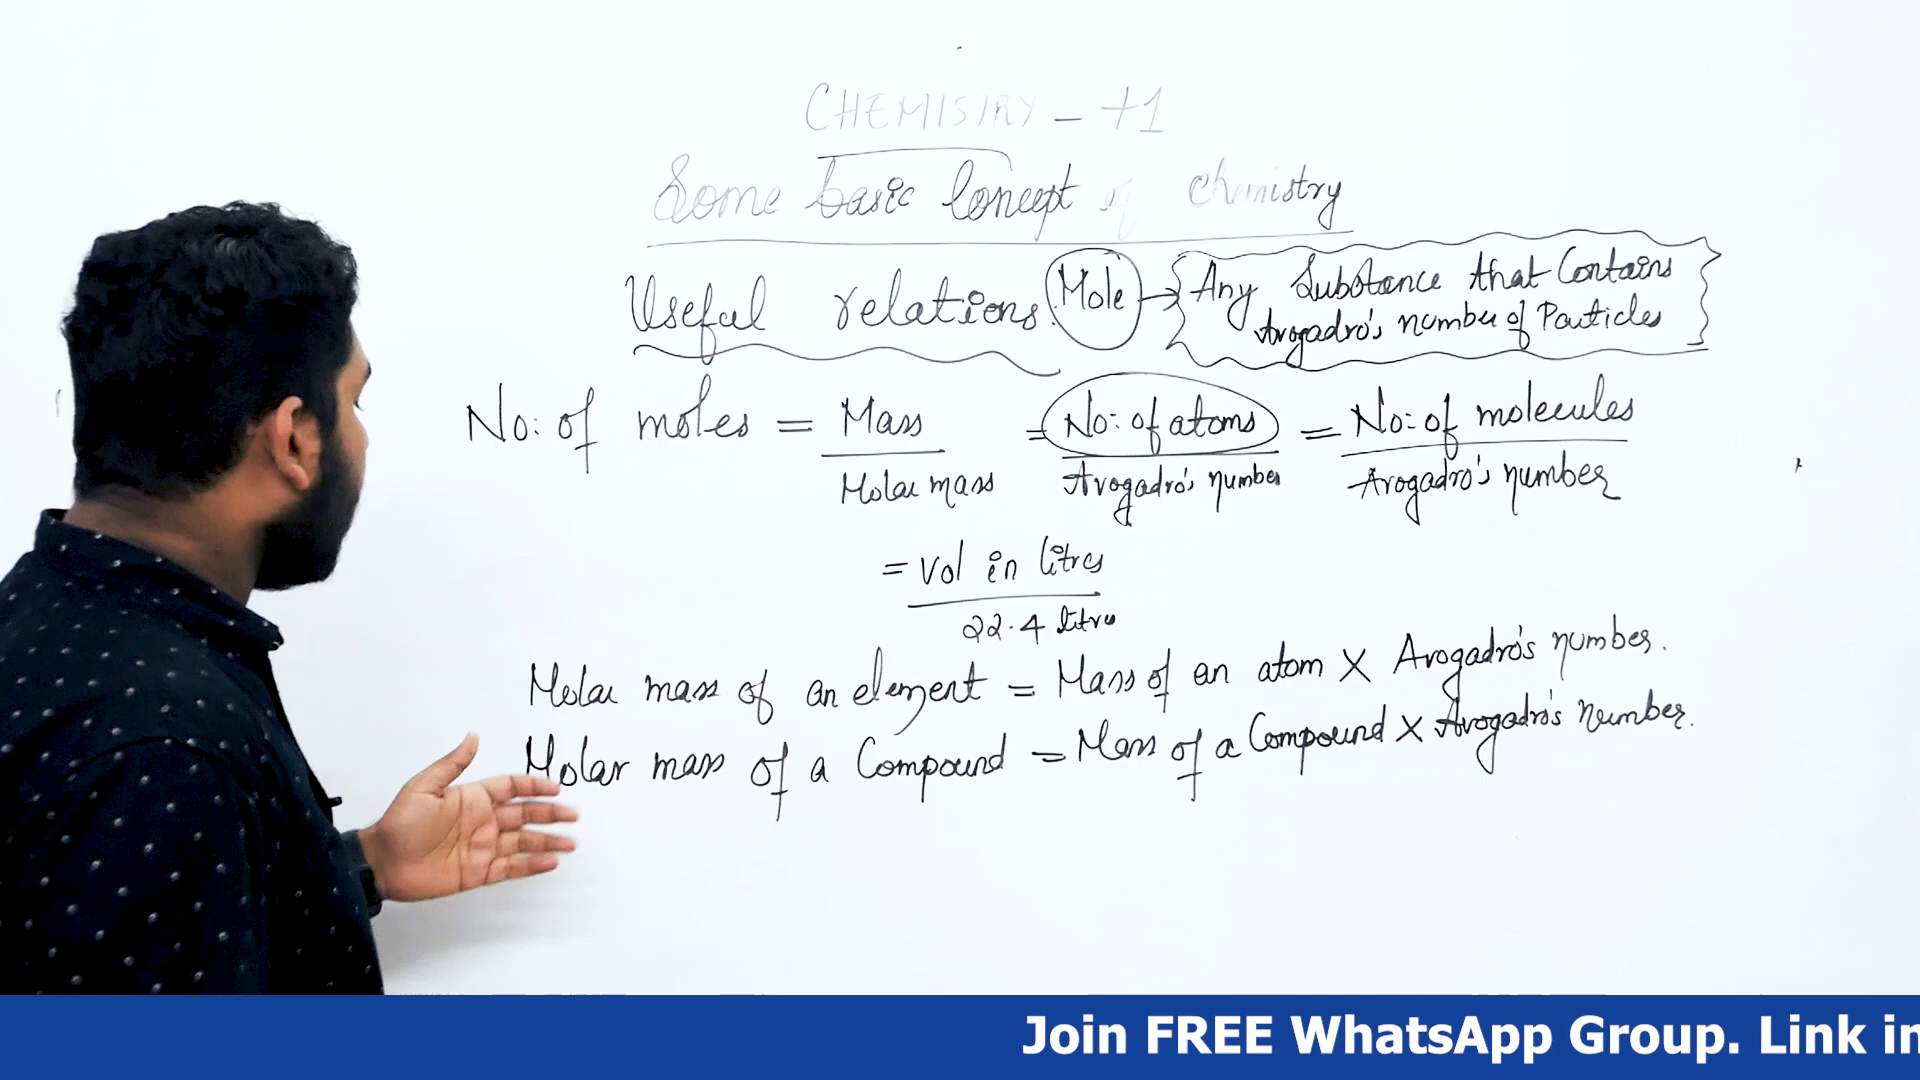 CHEMISTRY - +1
Some basic Concept of Chemistry
Useful relations. Mole → Any Substance that Contains
Avogadro's number of Particles
No: of moles = Mass / Molar mass = No: of atoms / Avogadro's number = No: of molecules / Avogadro's number
= Vol in litres / 22.4 litres
Molar mass of an element = Mass of an atom X Avogadro's number.
Molar mass of a Compound = Mass of a Compound X Avogadro's number.
Join FREE WhatsApp Group. Link in